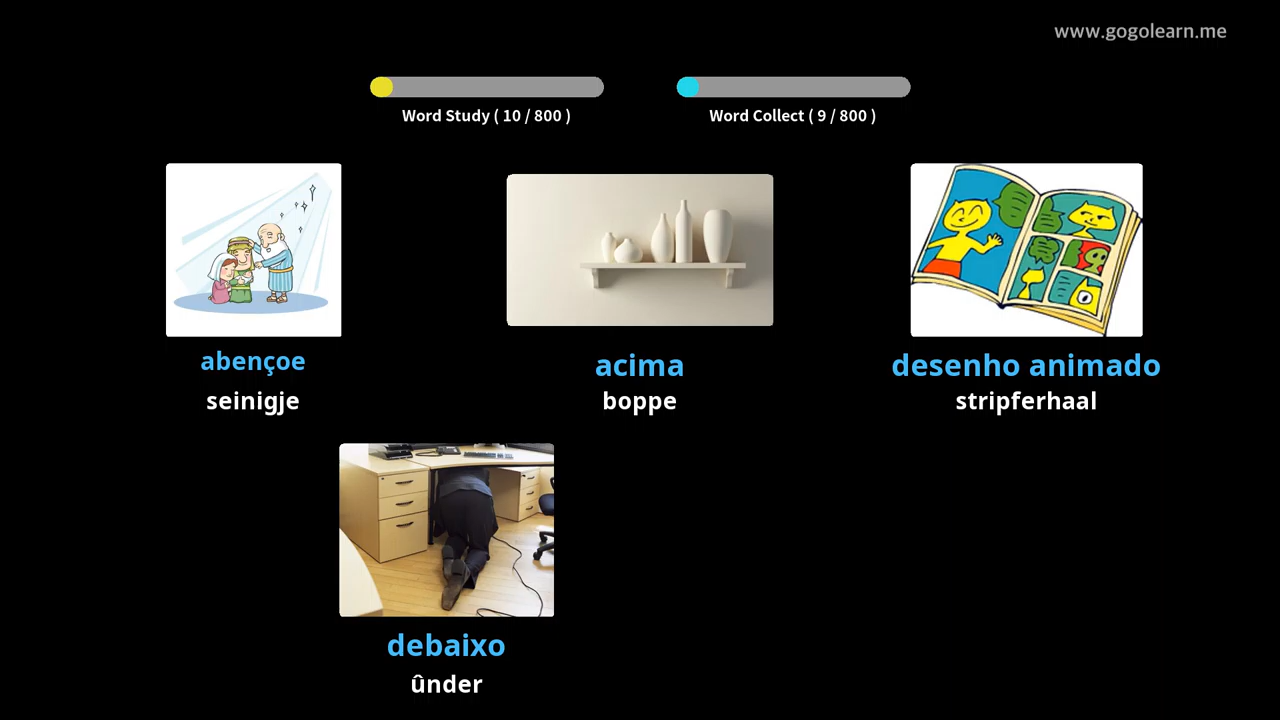 www.gogolearn.me
Word Study ( 10 / 800 )
Word Collect ( 9 / 800 )
abençoe
seinigje
acima
boppe
desenho animado
stripferhaal
debaixo
ûnder